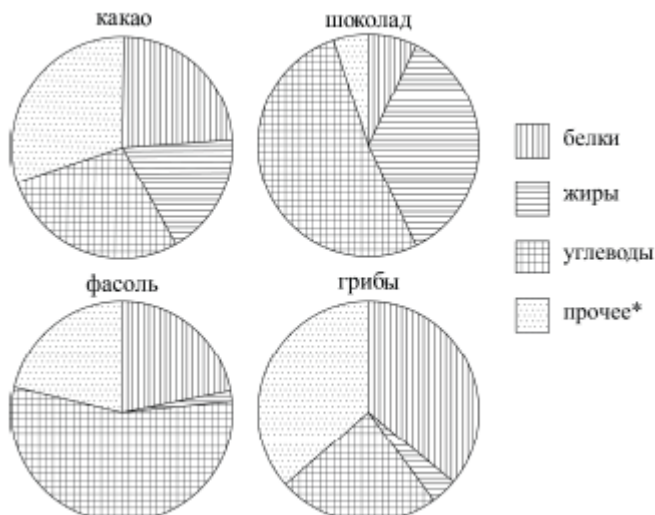 какао
шоколад
белки
жиры
углеводы
прочее*
фасоль
грибы